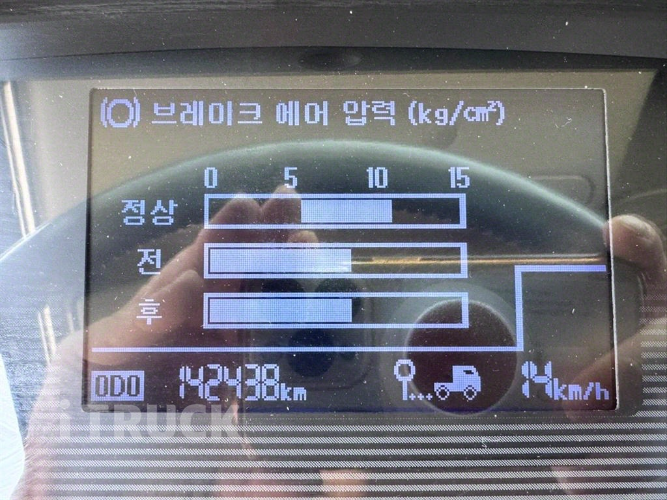 브레이크 에어 압력 (kg/cm²)
0 5 10 15
정상
전
후
ODO 142438km 14km/h
TRUCK